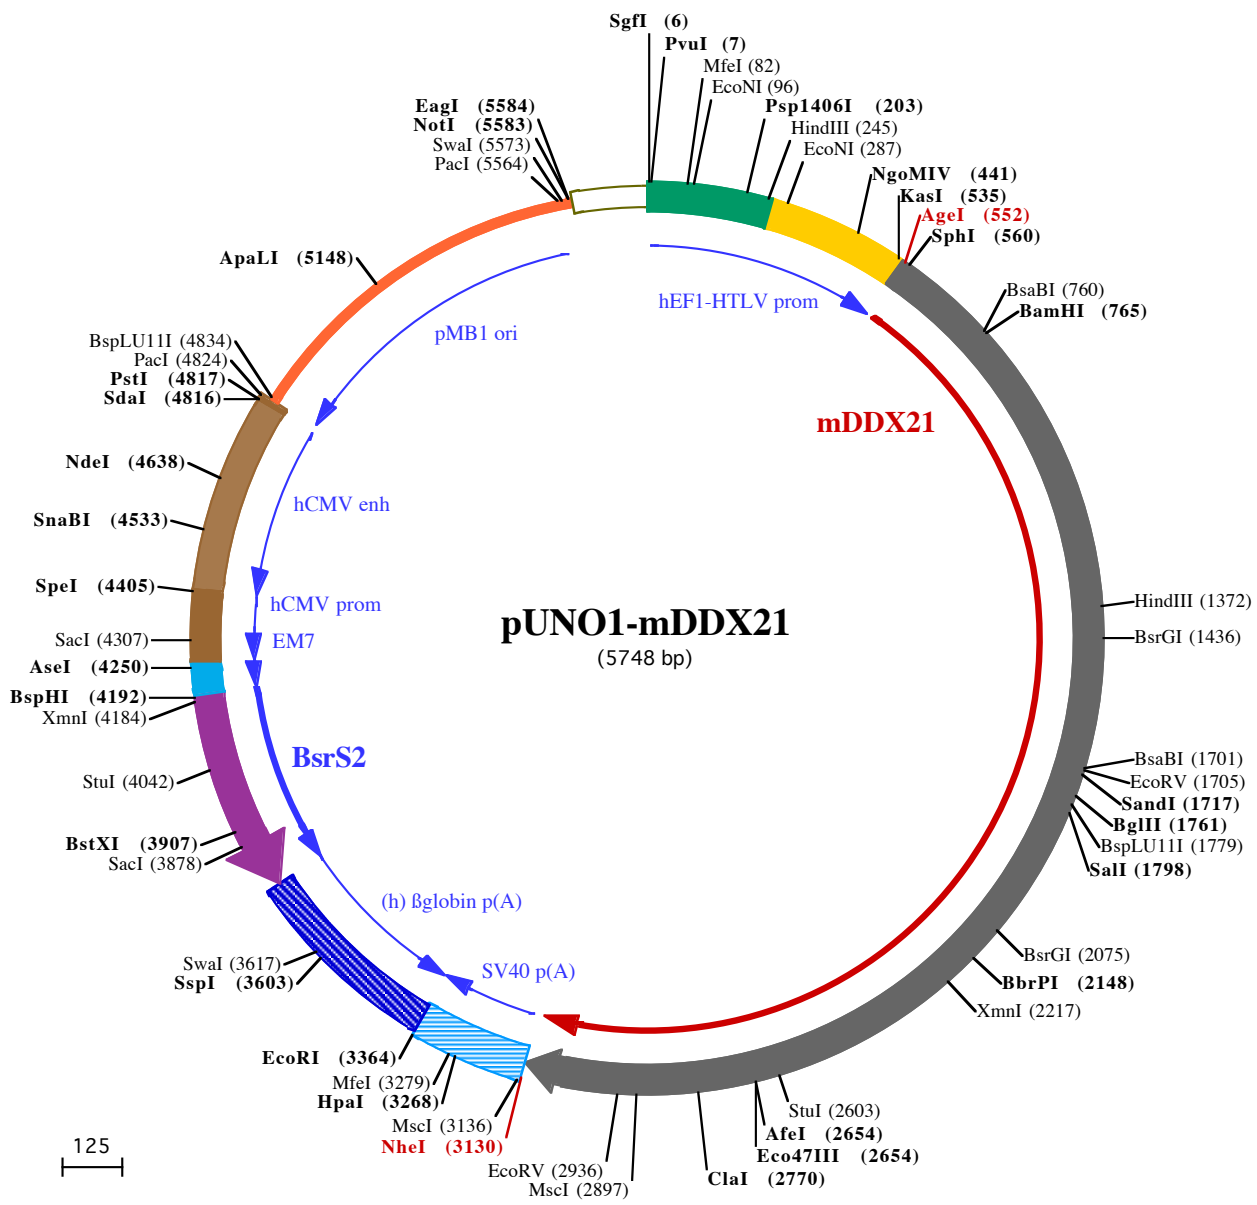 SgfI (6)
PvuI (7)
MfeI (82)
EcoNI (96)
Psp1406I (203)
HindIII (245)
EcoNI (287)
NgoMIV (441)
KasI (535)
AgeI (552)
SphI (560)
BsaBI (760)
BamHI (765)
HindIII (1372)
BsrGI (1436)
BsaBI (1701)
EcoRV (1705)
SandI (1717)
BglII (1761)
BspLU11I (1779)
SalI (1798)
BsrGI (2075)
BbrPI (2148)
XmnI (2217)
StuI (2603)
AfeI (2654)
Eco47III (2654)
ClaI (2770)
MscI (2897)
EcoRV (2936)
NheI (3130)
MscI (3136)
HpaI (3268)
MfeI (3279)
EcoRI (3364)
SspI (3603)
SwaI (3617)
SacI (3878)
BstXI (3907)
StuI (4042)
XmnI (4184)
BspHI (4192)
AseI (4250)
SacI (4307)
SpeI (4405)
SnaBI (4533)
NdeI (4638)
SdaI (4816)
PstI (4817)
PacI (4824)
BspLU11I (4834)
ApaLI (5148)
PacI (5564)
SwaI (5573)
NotI (5583)
EagI (5584)
hEF1-HTLV prom
mDDX21
SV40 p(A)
(h) ßglobin p(A)
BsrS2
EM7
hCMV prom
hCMV enh
pMB1 ori
pUNO1-mDDX21
(5748 bp)
125